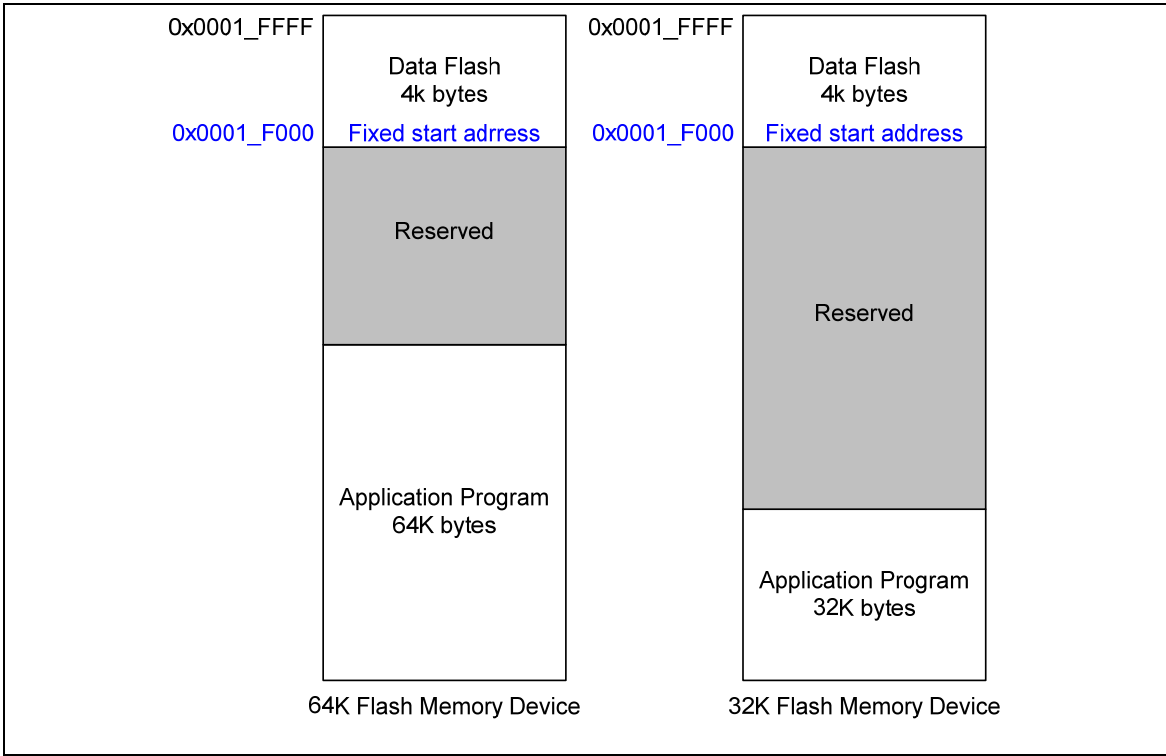 0x0001_FFFF
Data Flash
4k bytes
0x0001_F000
Fixed start adrress
Reserved
Application Program
64K bytes
64K Flash Memory Device
0x0001_FFFF
Data Flash
4k bytes
0x0001_F000
Fixed start address
Reserved
Application Program
32K bytes
32K Flash Memory Device